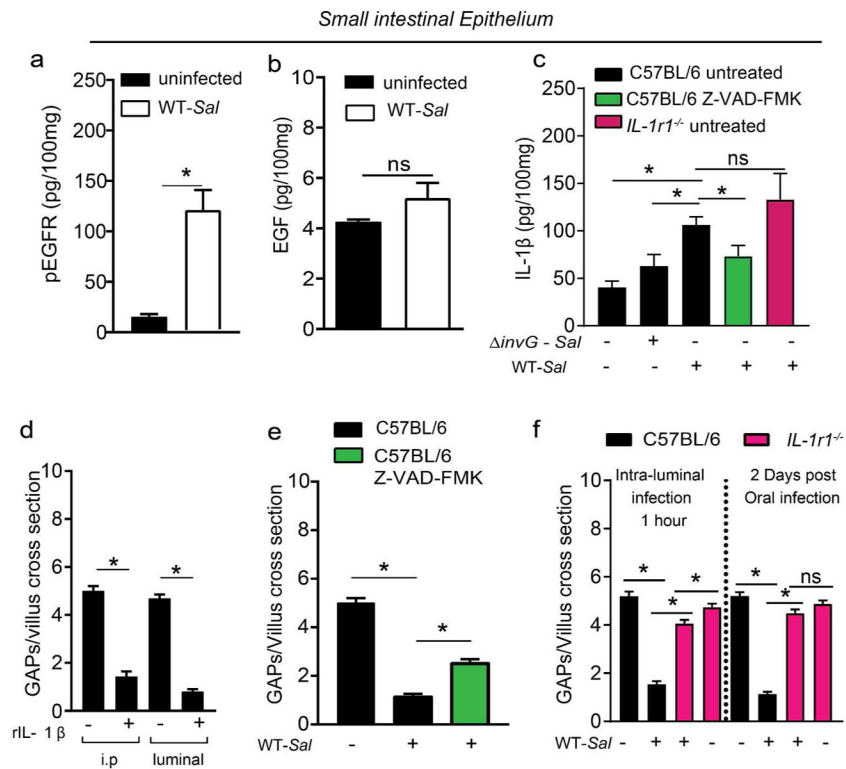 Small intestinal Epithelium
a
uninfected
WT-Sal
pEGFR (pg/100mg)
250
200
150
100
50
0
*
b
uninfected
WT-Sal
EGF (pg/100mg)
8
6
4
2
0
ns
c
C57BL/6 untreated
C57BL/6 Z-VAD-FMK
IL-1r1-/- untreated
IL-1β (pg/100mg)
250
200
150
100
50
0
* * * ns
ΔinvG - Sal - + - - -
WT-Sal - - + + +
d
GAPs/villus cross section
10
8
6
4
2
0
* *
rIL- 1 β - + - +
i.p luminal
e
C57BL/6
C57BL/6
Z-VAD-FMK
GAPs/Villus cross section
10
8
6
4
2
0
* *
WT-Sal - + +
f
C57BL/6 IL-1r1-/-
Intra-luminal
infection
1 hour
2 Days post
Oral infection
GAPs/Villus cross section
10
8
6
4
2
0
* * * * * ns
WT-Sal - + + - - + + -